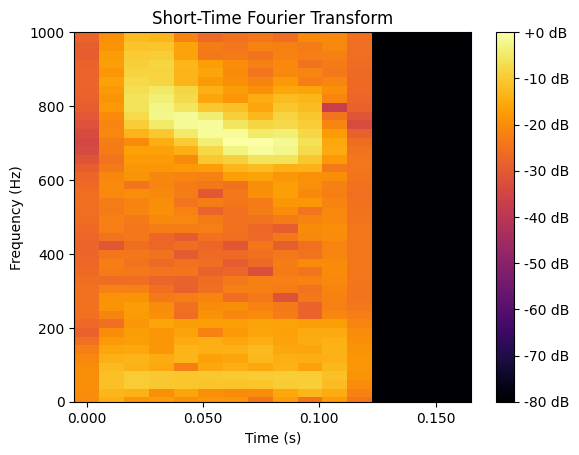 Short-Time Fourier Transform
Frequency (Hz)
1000
800
600
400
200
0
0.000
0.050
0.100
0.150
Time (s)
+0 dB
-10 dB
-20 dB
-30 dB
-40 dB
-50 dB
-60 dB
-70 dB
-80 dB